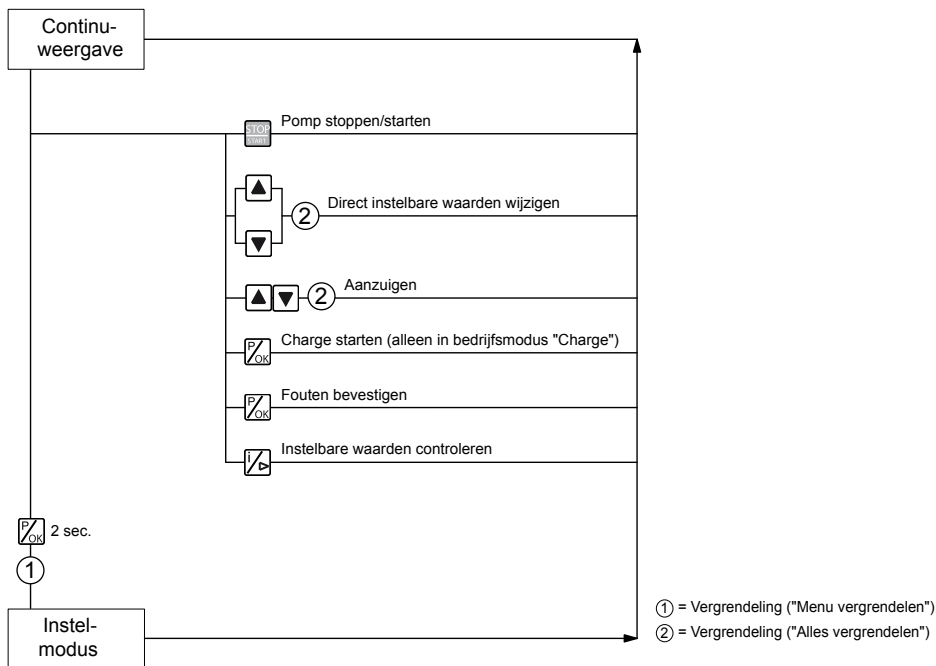 Continu-
weergave
Pomp stoppen/starten
STOP
START
Direct instelbare waarden wijzigen
2
Aanzuigen
2
Charge starten (alleen in bedrijfsmodus "Charge")
P/OK
Fouten bevestigen
P/OK
Instelbare waarden controleren
i/
P/OK 2 sec.
1
Instel-
modus
1 = Vergrendeling ("Menu vergrendelen")
2 = Vergrendeling ("Alles vergrendelen")